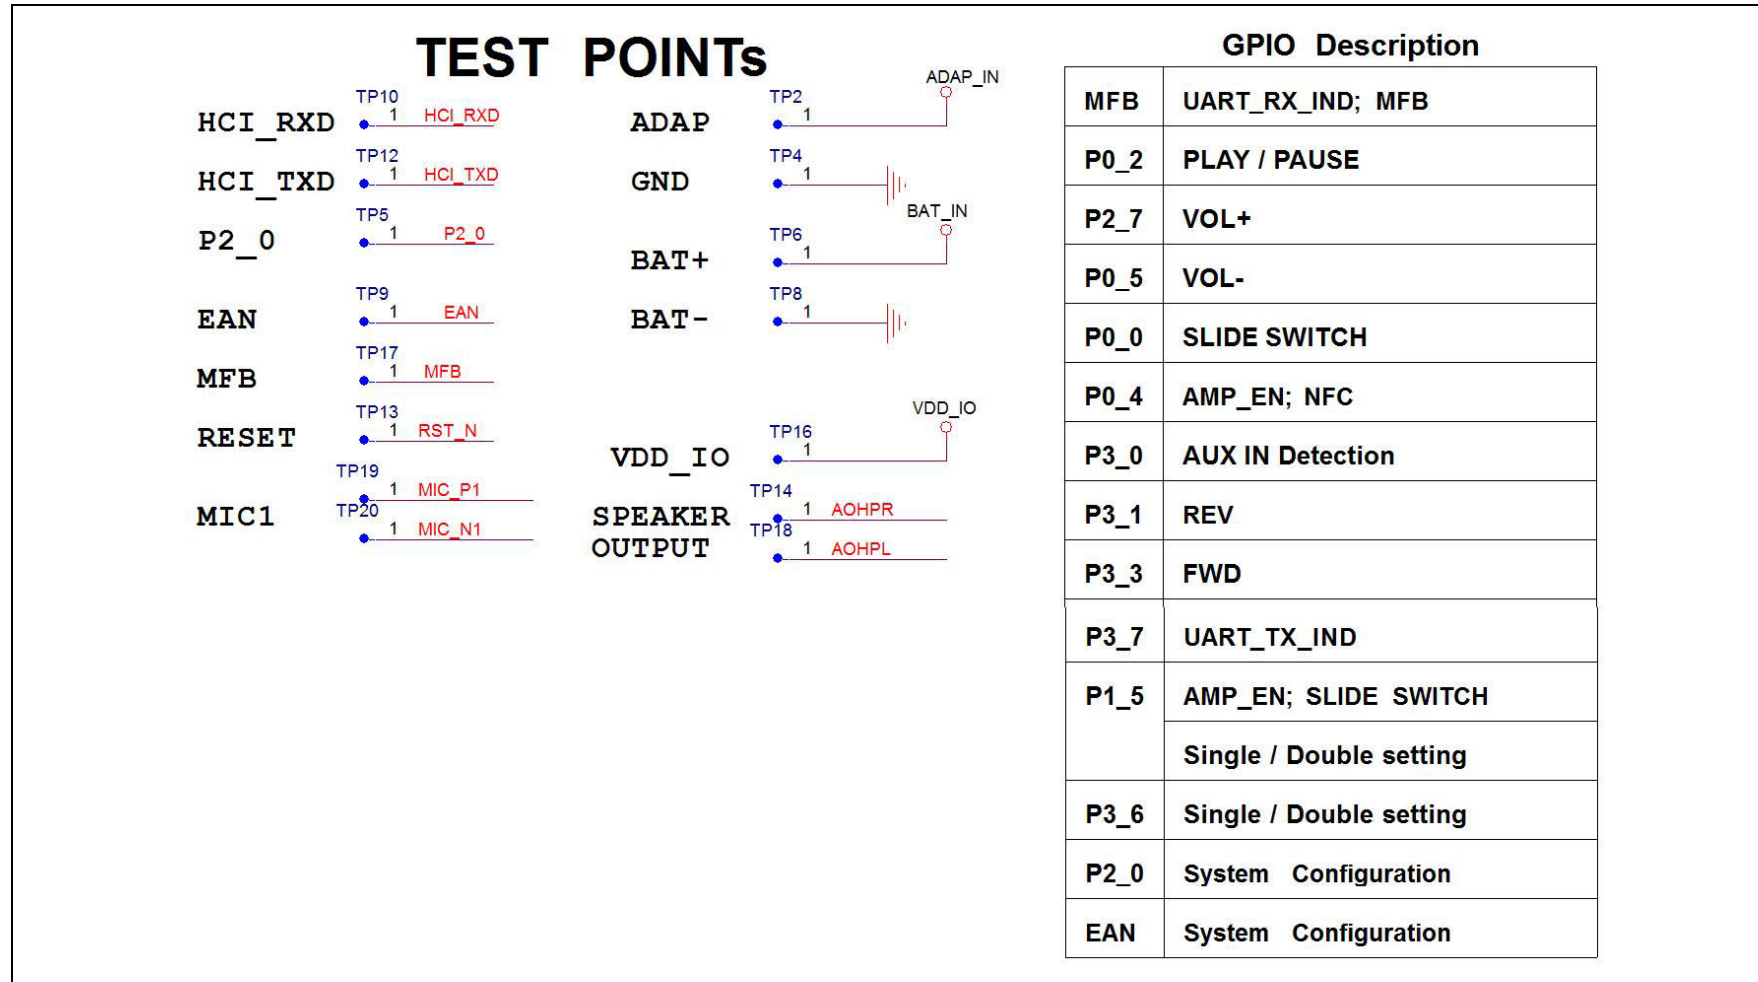 TEST POINTs
HCI_RXD TP10 1 HCI_RXD
HCI_TXD TP12 1 HCI_TXD
P2_0 TP5 1 P2_0
EAN TP9 1 EAN
MFB TP17 1 MFB
RESET TP13 1 RST_N
MIC1 TP19 1 MIC_P1
TP20 1 MIC_N1
ADAP TP2 1 ADAP_IN
GND TP4 1
BAT+ TP6 1 BAT_IN
BAT- TP8 1
VDD_IO TP16 1 VDD_IO
SPEAKER TP14 1 AOHPR
OUTPUT TP18 1 AOHPL
GPIO Description
MFB UART_RX_IND; MFB
P0_2 PLAY / PAUSE
P2_7 VOL+
P0_5 VOL-
P0_0 SLIDE SWITCH
P0_4 AMP_EN; NFC
P3_0 AUX IN Detection
P3_1 REV
P3_3 FWD
P3_7 UART_TX_IND
P1_5 AMP_EN; SLIDE SWITCH
Single / Double setting
P3_6 Single / Double setting
P2_0 System Configuration
EAN System Configuration